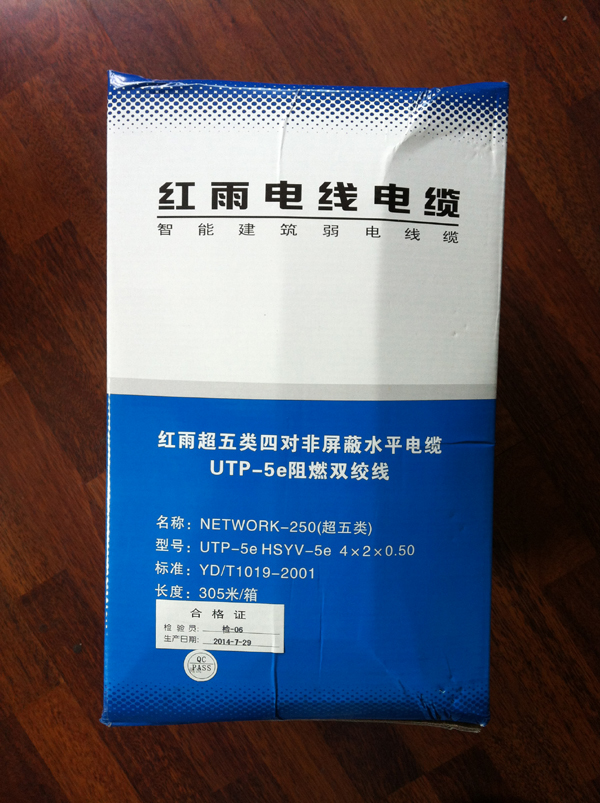 红雨电线电缆
智能建筑弱电线缆
红雨超五类四对非屏蔽水平电缆
UTP-5e阻燃双绞线
名称：NETWORK-250(超五类)
型号：UTP-5e HSYV-5e 4×2×0.50
标准：YD/T1019-2001
长度：305米/箱
合格证
检验员：检-06
生产日期：2014-7-29
QC
PASS